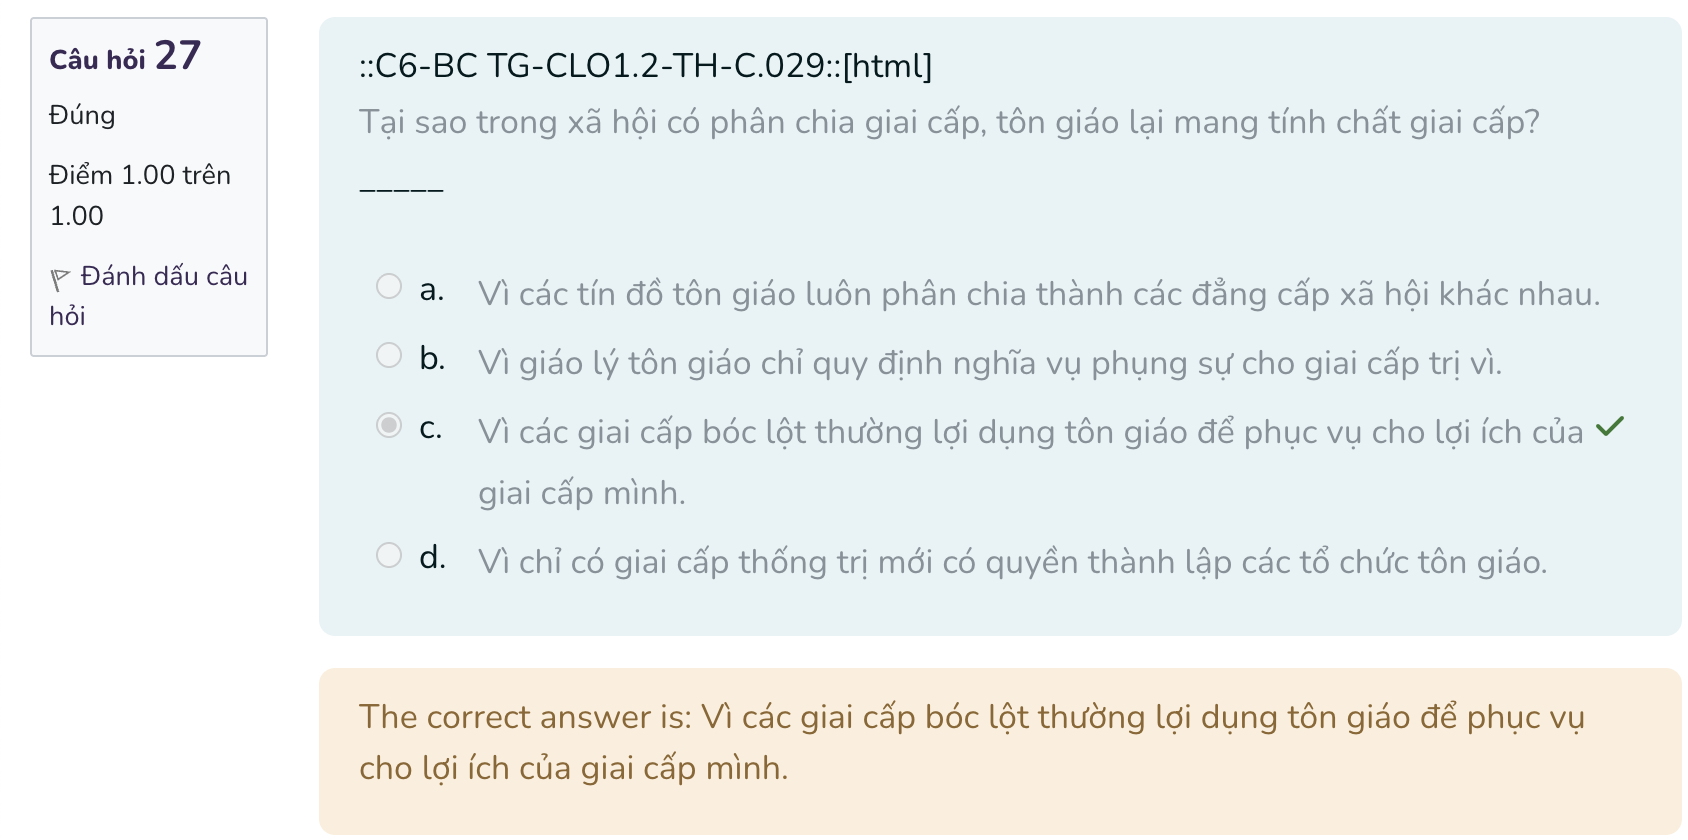 Câu hỏi 27
Đúng
Điểm 1.00 trên
1.00
Đánh dấu câu
hỏi
::C6-BC TG-CLO1.2-TH-C.029::[html]
Tại sao trong xã hội có phân chia giai cấp, tôn giáo lại mang tính chất giai cấp?
_____
a. Vì các tín đồ tôn giáo luôn phân chia thành các đẳng cấp xã hội khác nhau.
b. Vì giáo lý tôn giáo chỉ quy định nghĩa vụ phụng sự cho giai cấp trị vì.
c. Vì các giai cấp bóc lột thường lợi dụng tôn giáo để phục vụ cho lợi ích của
giai cấp mình.
d. Vì chỉ có giai cấp thống trị mới có quyền thành lập các tổ chức tôn giáo.
The correct answer is: Vì các giai cấp bóc lột thường lợi dụng tôn giáo để phục vụ
cho lợi ích của giai cấp mình.